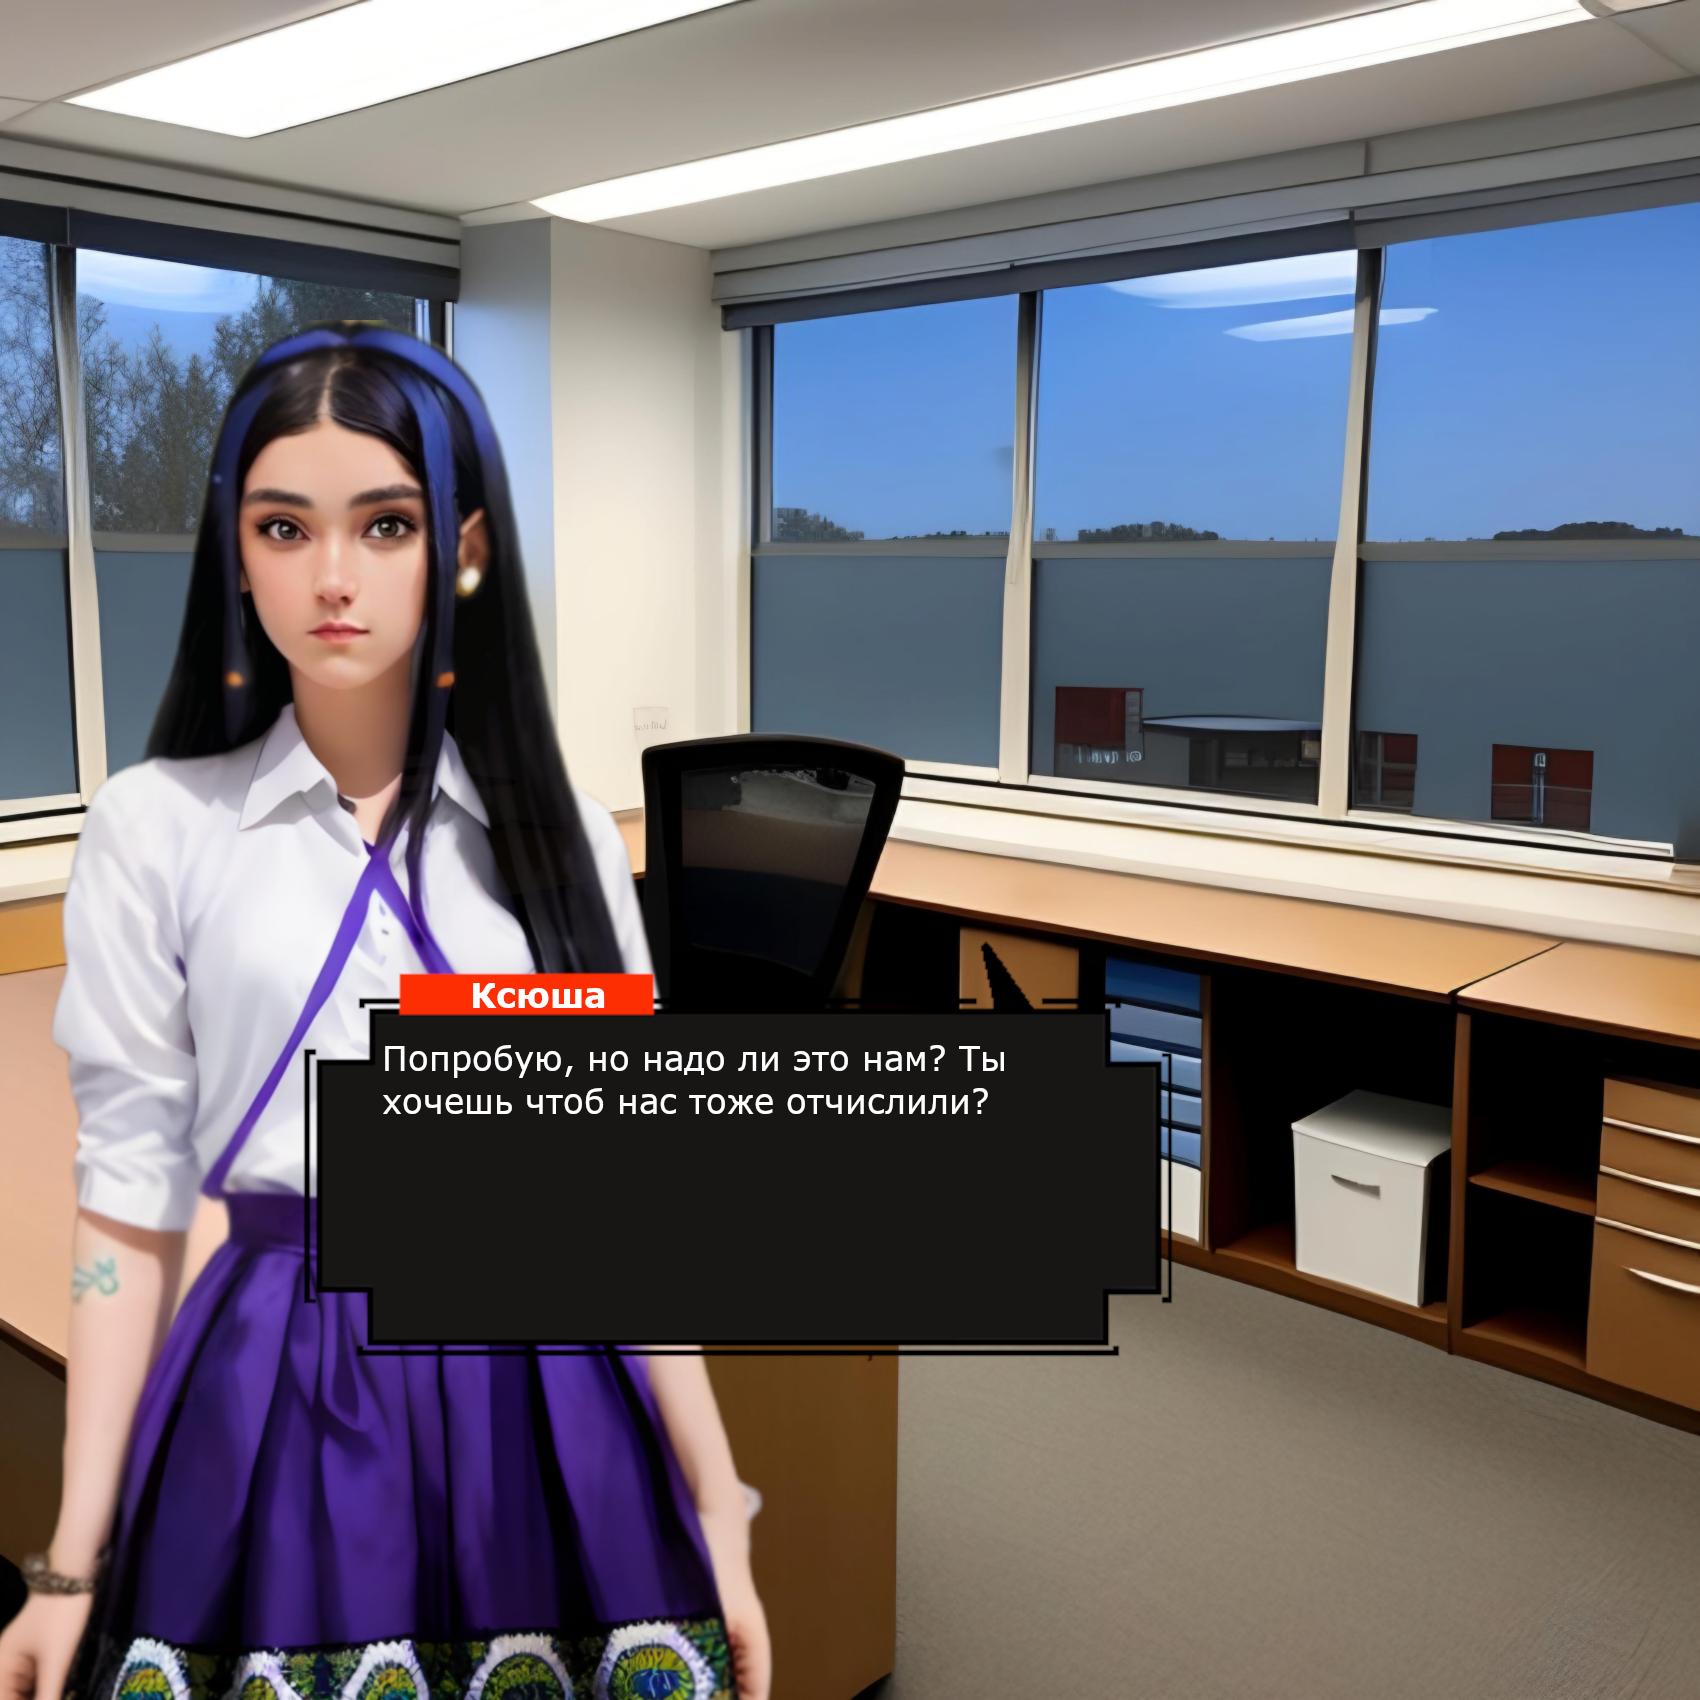 Ксюша
Попробую, но надо ли это нам? Ты
хочешь чтоб нас тоже отчислили?